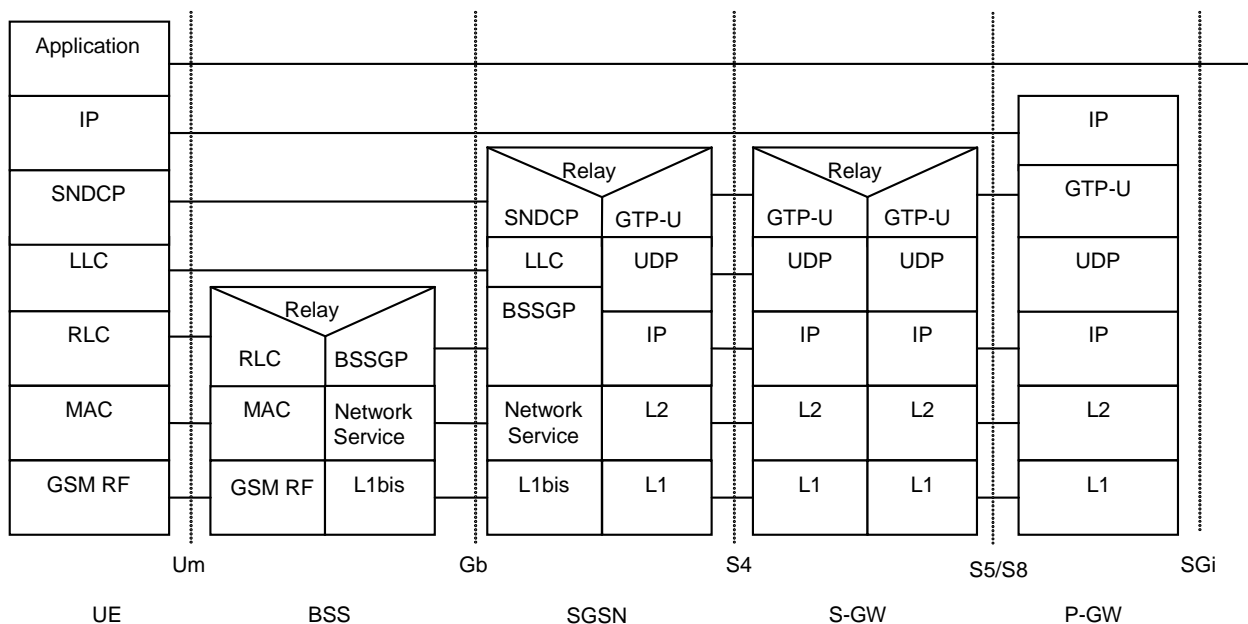 Application
IP
SNDCP
LLC
RLC
MAC
GSM RF
Relay
RLC
BSSGP
MAC
Network
Service
GSM RF
L1bis
Relay
SNDCP
GTP-U
LLC
UDP
BSSGP
IP
Network
Service
L2
L1bis
L1
Relay
GTP-U
GTP-U
UDP
UDP
IP
IP
L2
L2
L1
L1
IP
GTP-U
UDP
IP
L2
L1
Um
Gb
S4
S5/S8
SGi
UE
BSS
SGSN
S-GW
P-GW